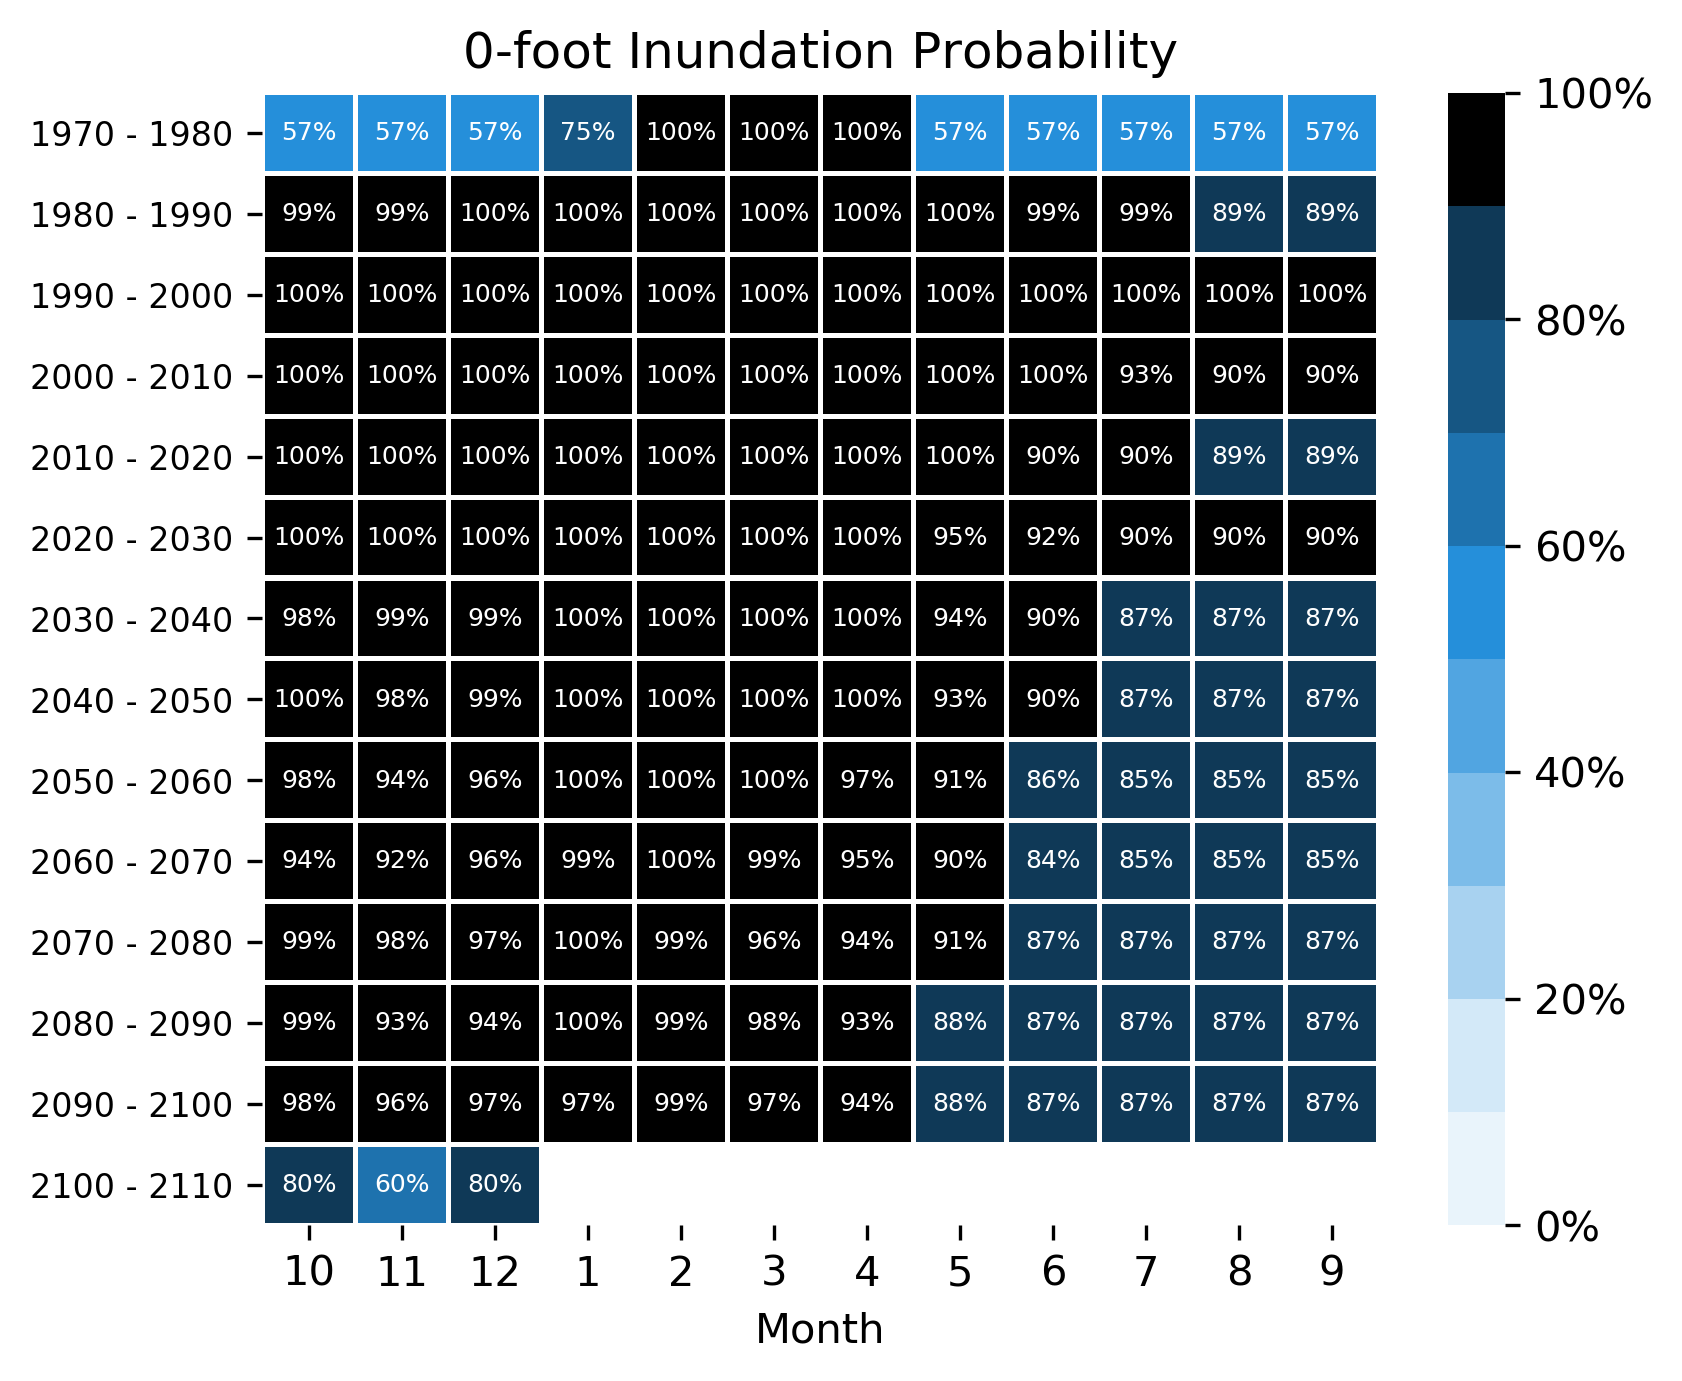 0-foot Inundation Probability
1970 - 1980 57% 57% 57% 75% 100% 100% 100% 57% 57% 57% 57% 57%
1980 - 1990 99% 99% 100% 100% 100% 100% 100% 100% 99% 99% 89% 89%
1990 - 2000 100% 100% 100% 100% 100% 100% 100% 100% 100% 100% 100% 100%
2000 - 2010 100% 100% 100% 100% 100% 100% 100% 100% 100% 93% 90% 90%
2010 - 2020 100% 100% 100% 100% 100% 100% 100% 100% 90% 90% 89% 89%
2020 - 2030 100% 100% 100% 100% 100% 100% 100% 95% 92% 90% 90% 90%
2030 - 2040 98% 99% 99% 100% 100% 100% 100% 94% 90% 87% 87% 87%
2040 - 2050 100% 98% 99% 100% 100% 100% 100% 93% 90% 87% 87% 87%
2050 - 2060 98% 94% 96% 100% 100% 100% 97% 91% 86% 85% 85% 85%
2060 - 2070 94% 92% 96% 99% 100% 99% 95% 90% 84% 85% 85% 85%
2070 - 2080 99% 98% 97% 100% 99% 96% 94% 91% 87% 87% 87% 87%
2080 - 2090 99% 93% 94% 100% 99% 98% 93% 88% 87% 87% 87% 87%
2090 - 2100 98% 96% 97% 97% 99% 97% 94% 88% 87% 87% 87% 87%
2100 - 2110 80% 60% 80%
10 11 12 1 2 3 4 5 6 7 8 9
Month
100%
80%
60%
40%
20%
0%